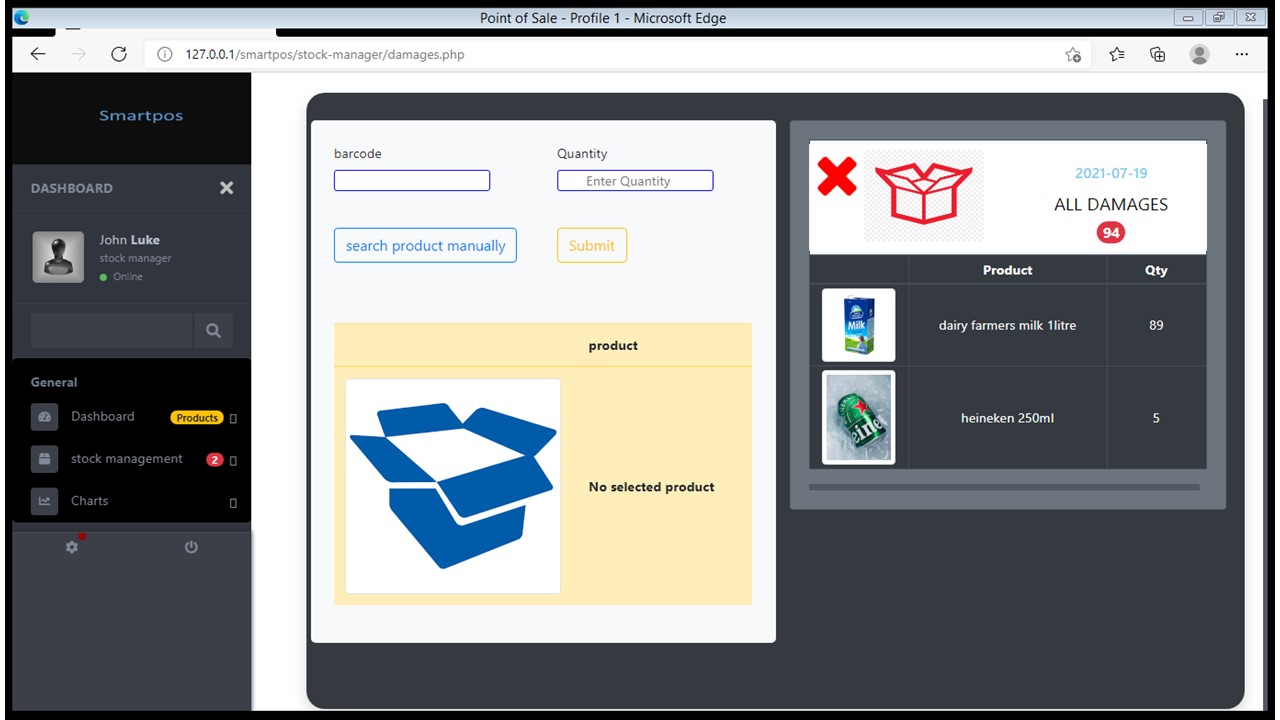 Point of Sale - Profile 1 - Microsoft Edge
127.0.0.1/smartpos/stock-manager/damages.php
Smartpos
DASHBOARD
John Luke
stock manager
Online
General
Dashboard Products
stock management 2
Charts
barcode Quantity
Enter Quantity
search product manually Submit
product
No selected product
2021-07-19
ALL DAMAGES
94
Product Qty
Milk
dairy farmers milk 1litre 89
heineken 250ml 5